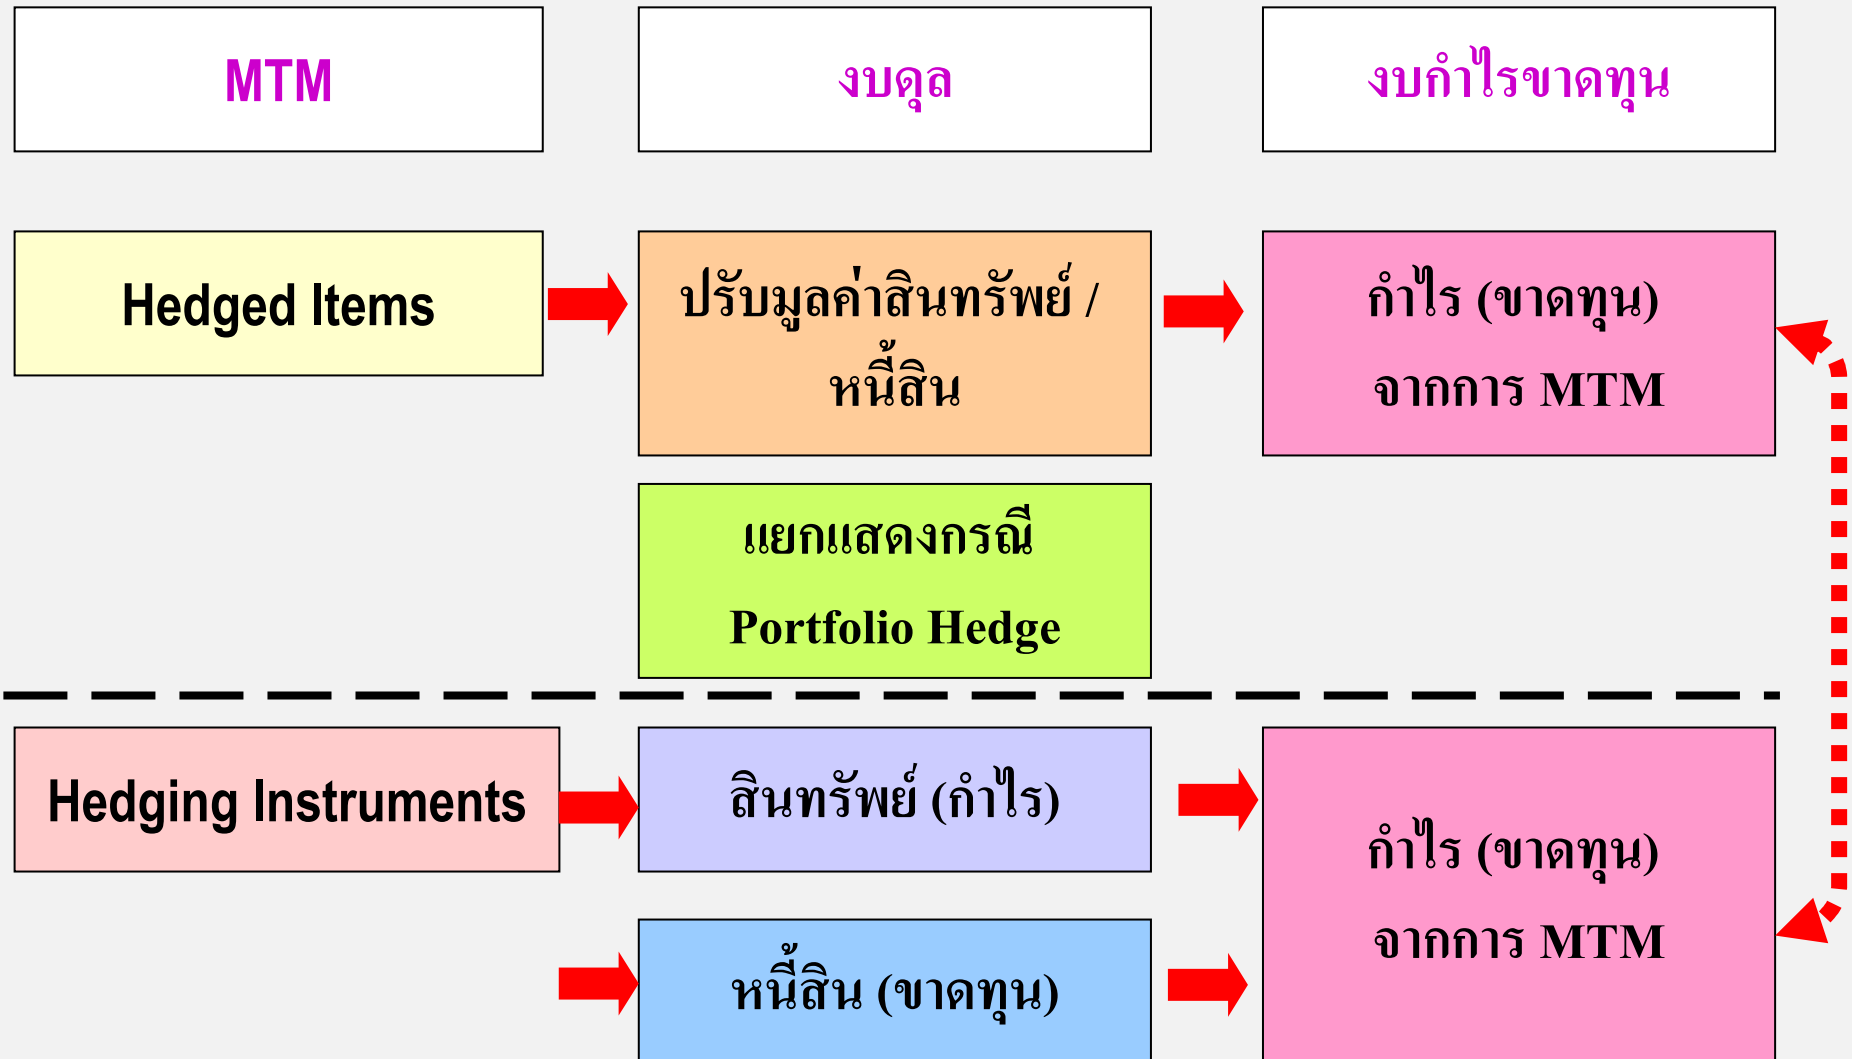 MTM
งบดุล
งบกำไรขาดทุน
Hedged Items
ปรับมูลค่าสินทรัพย์ /
หนี้สิน
กำไร (ขาดทุน)
จากการ MTM
แยกแสดงกรณี
Portfolio Hedge
Hedging Instruments
สินทรัพย์ (กำไร)
หนี้สิน (ขาดทุน)
กำไร (ขาดทุน)
จากการ MTM